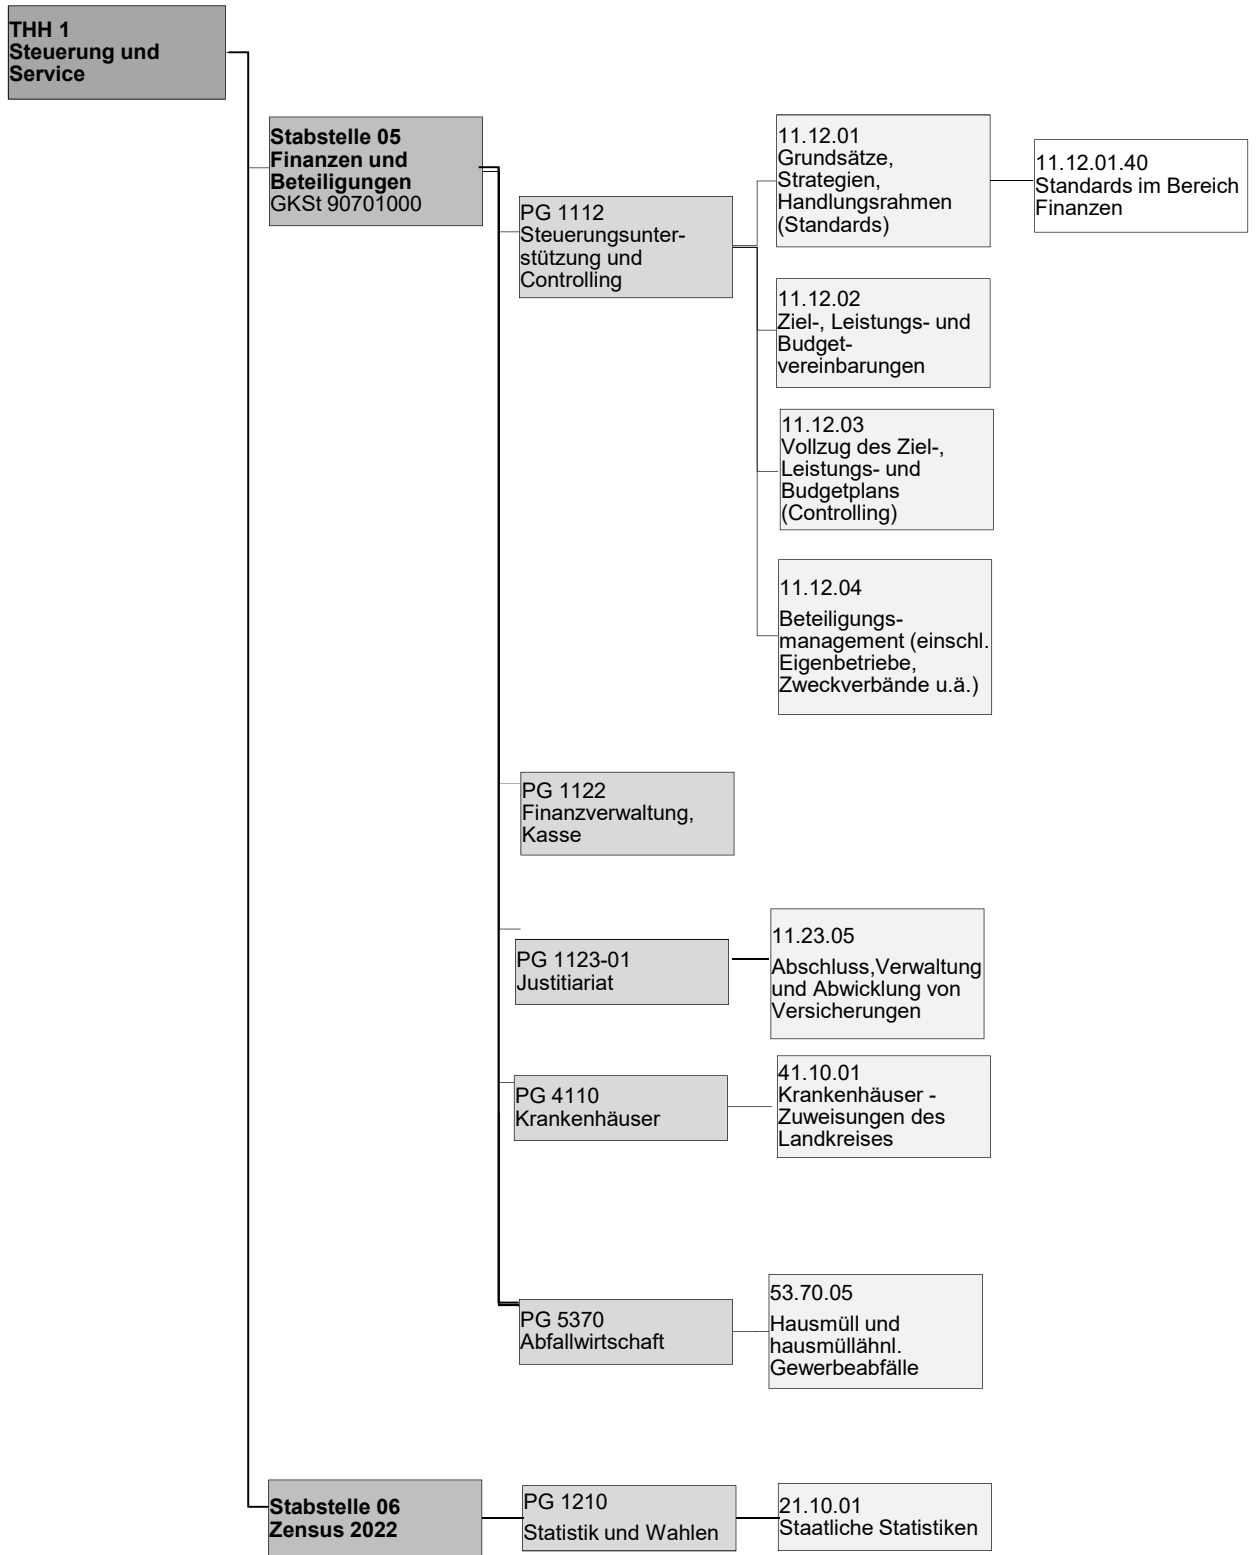 THH 1
Steuerung und
Service
Stabstelle 05
Finanzen und
Beteiligungen
GKSt 90701000
PG 1112
Steuerungsunter-
stützung und
Controlling
11.12.01
Grundsätze,
Strategien,
Handlungsrahmen
(Standards)
11.12.01.40
Standards im Bereich
Finanzen
11.12.02
Ziel-, Leistungs- und
Budget-
vereinbarungen
11.12.03
Vollzug des Ziel-,
Leistungs- und
Budgetplans
(Controlling)
11.12.04
Beteiligungs-
management (einschl.
Eigenbetriebe,
Zweckverbände u.ä.)
PG 1122
Finanzverwaltung,
Kasse
PG 1123-01
Justitiariat
11.23.05
Abschluss,Verwaltung
und Abwicklung von
Versicherungen
PG 4110
Krankenhäuser
41.10.01
Krankenhäuser -
Zuweisungen des
Landkreises
PG 5370
Abfallwirtschaft
53.70.05
Hausmüll und
hausmüllähnl.
Gewerbeabfälle
Stabstelle 06
Zensus 2022
PG 1210
Statistik und Wahlen
21.10.01
Staatliche Statistiken